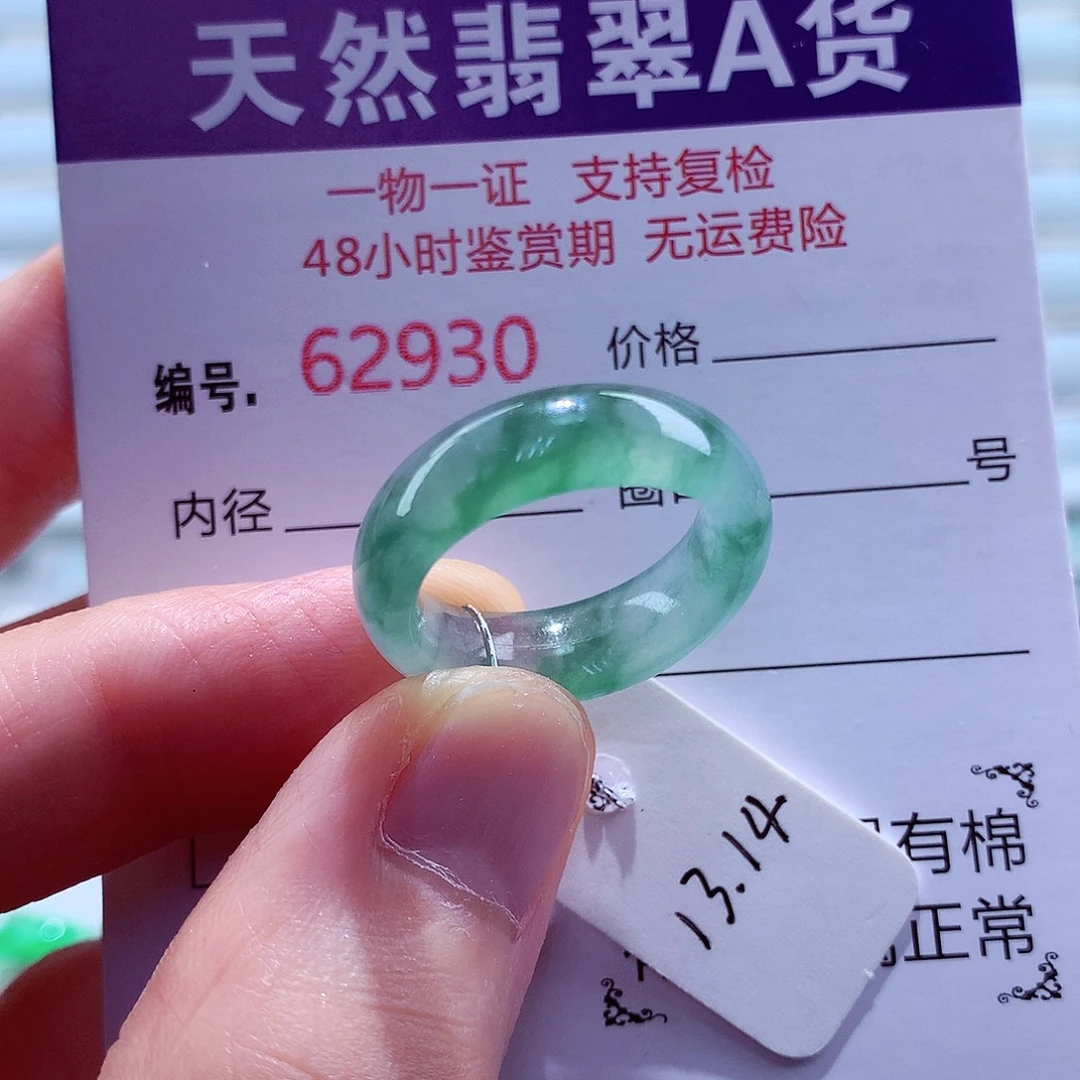 天然翡翠A货
一物一证 支持复检
48小时鉴赏期 无运费险
编号. 62930 价格
内径 号
13.14
有棉
正常